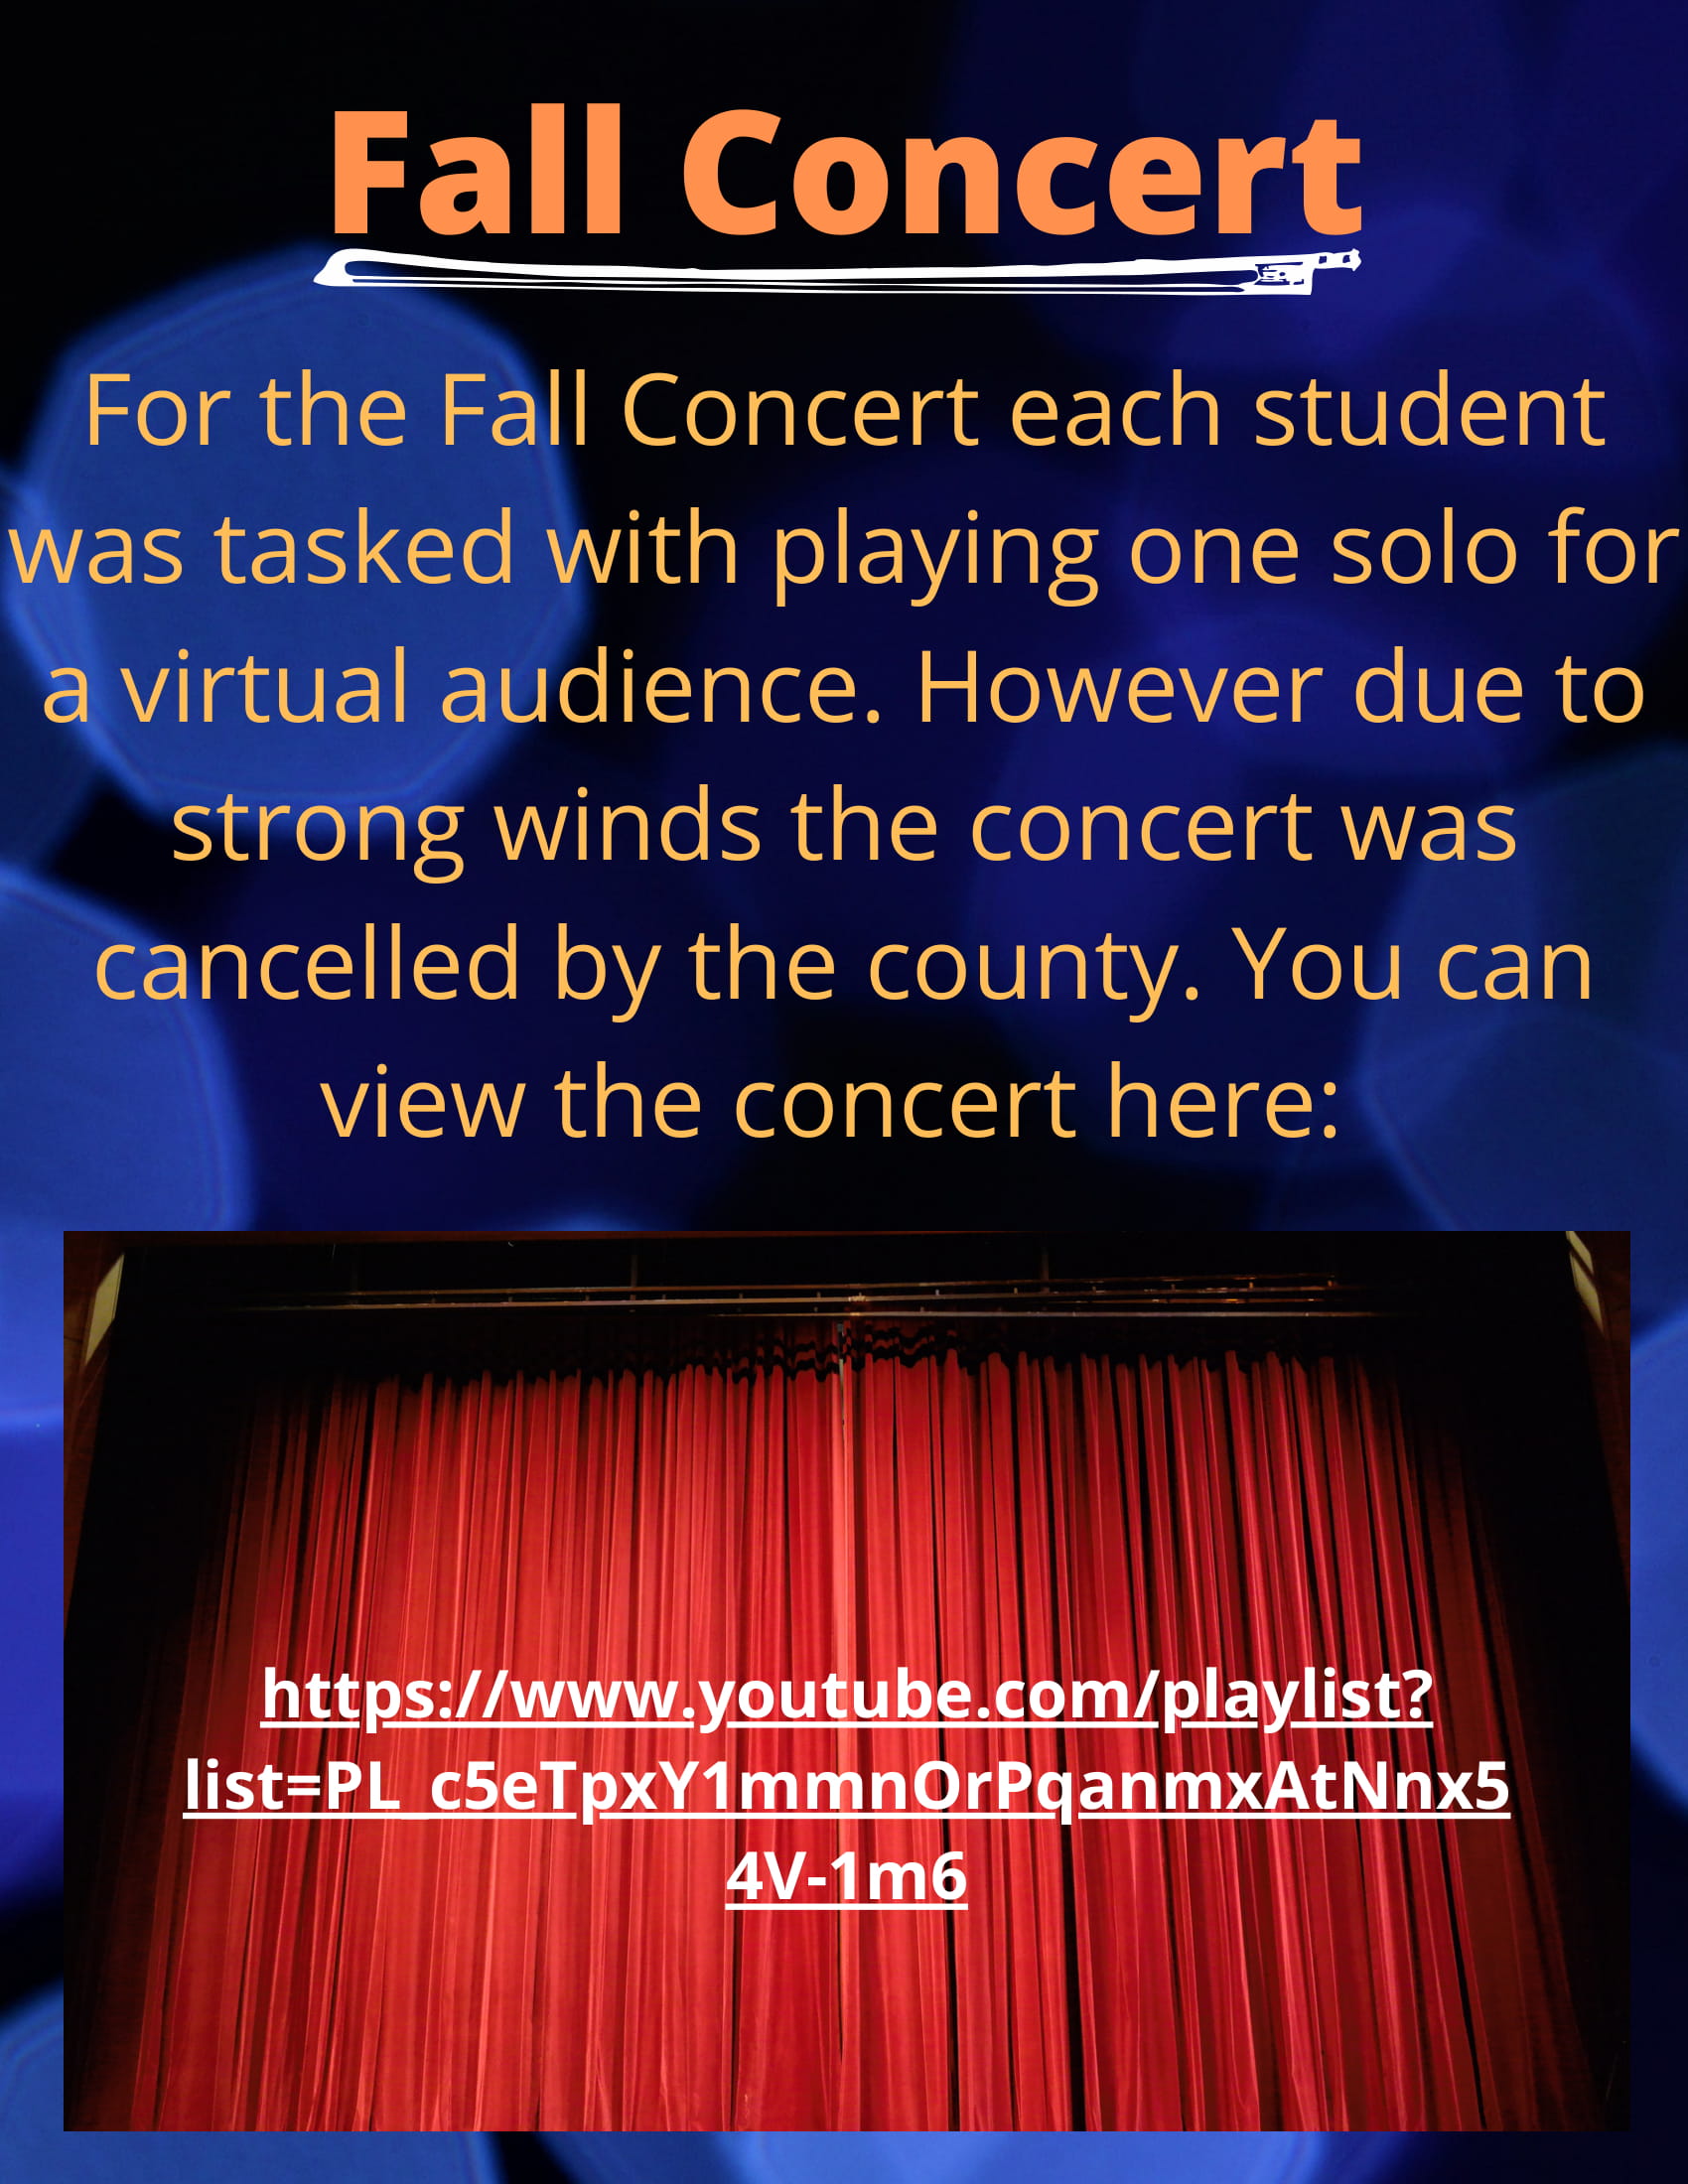 Fall Concert
For the Fall Concert each student
was tasked with playing one solo for
a virtual audience. However due to
strong winds the concert was
cancelled by the county. You can
view the concert here:
https://www.youtube.com/playlist?
list=PL_c5eTpxY1mmnOrPqanmxAtNnx5
4V-1m6